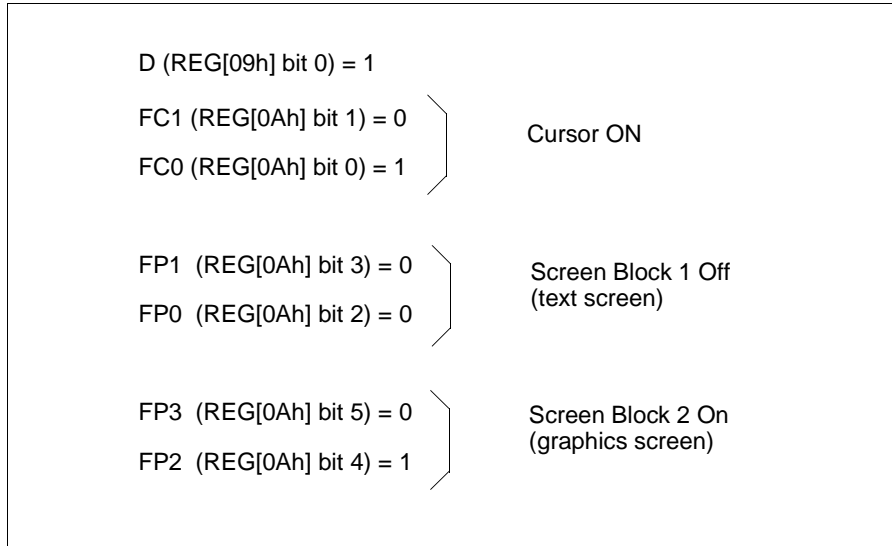 D (REG[09h] bit 0) = 1
FC1 (REG[0Ah] bit 1) = 0
FC0 (REG[0Ah] bit 0) = 1
Cursor ON
FP1 (REG[0Ah] bit 3) = 0
FP0 (REG[0Ah] bit 2) = 0
Screen Block 1 Off
(text screen)
FP3 (REG[0Ah] bit 5) = 0
FP2 (REG[0Ah] bit 4) = 1
Screen Block 2 On
(graphics screen)